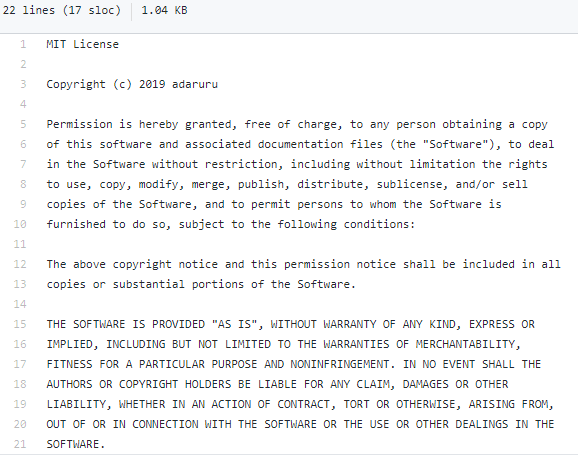 22 lines (17 sloc) 1.04 KB
1 MIT License
2
3 Copyright (c) 2019 adaruru
4
5 Permission is hereby granted, free of charge, to any person obtaining a copy
6 of this software and associated documentation files (the "Software"), to deal
7 in the Software without restriction, including without limitation the rights
8 to use, copy, modify, merge, publish, distribute, sublicense, and/or sell
9 copies of the Software, and to permit persons to whom the Software is
10 furnished to do so, subject to the following conditions:
11
12 The above copyright notice and this permission notice shall be included in all
13 copies or substantial portions of the Software.
14
15 THE SOFTWARE IS PROVIDED "AS IS", WITHOUT WARRANTY OF ANY KIND, EXPRESS OR
16 IMPLIED, INCLUDING BUT NOT LIMITED TO THE WARRANTIES OF MERCHANTABILITY,
17 FITNESS FOR A PARTICULAR PURPOSE AND NONINFRINGEMENT. IN NO EVENT SHALL THE
18 AUTHORS OR COPYRIGHT HOLDERS BE LIABLE FOR ANY CLAIM, DAMAGES OR OTHER
19 LIABILITY, WHETHER IN AN ACTION OF CONTRACT, TORT OR OTHERWISE, ARISING FROM,
20 OUT OF OR IN CONNECTION WITH THE SOFTWARE OR THE USE OR OTHER DEALINGS IN THE
21 SOFTWARE.